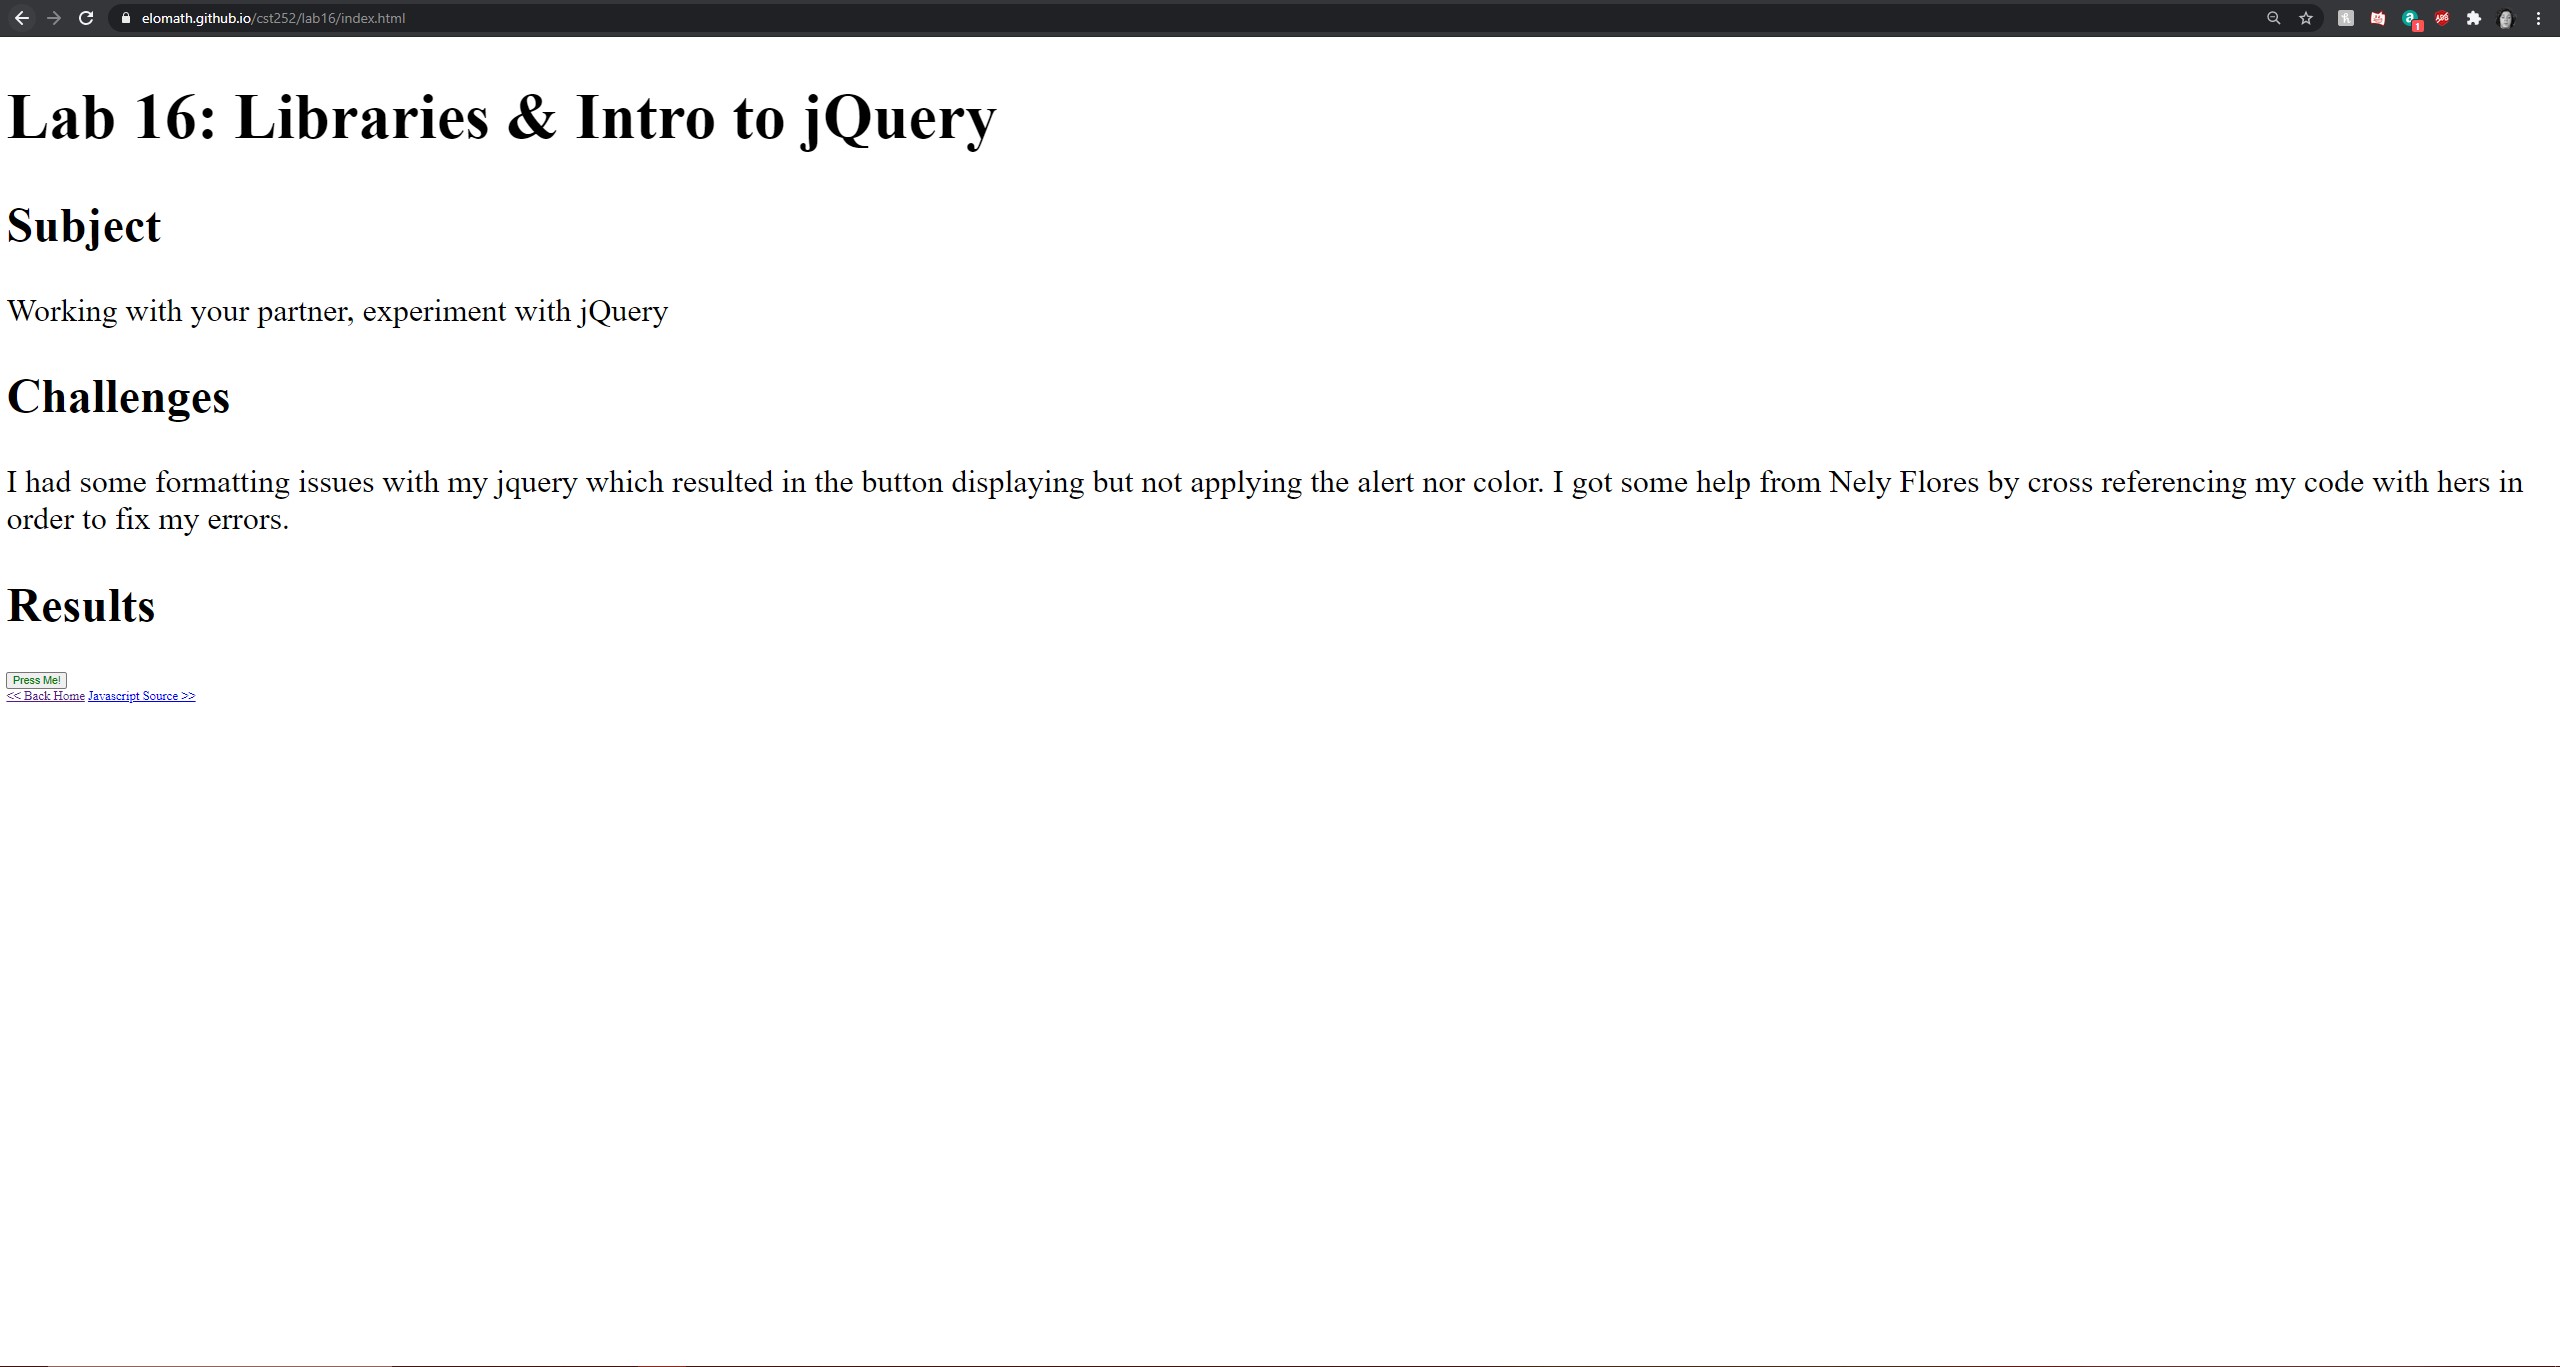 elomath.github.io/cst252/lab16/index.html
1
ABP
Lab 16: Libraries & Intro to jQuery
Subject
Working with your partner, experiment with jQuery
Challenges
I had some formatting issues with my jquery which resulted in the button displaying but not applying the alert nor color. I got some help from Nely Flores by cross referencing my code with hers in
order to fix my errors.
Results
Press Me!
<< Back Home Javascript Source >>